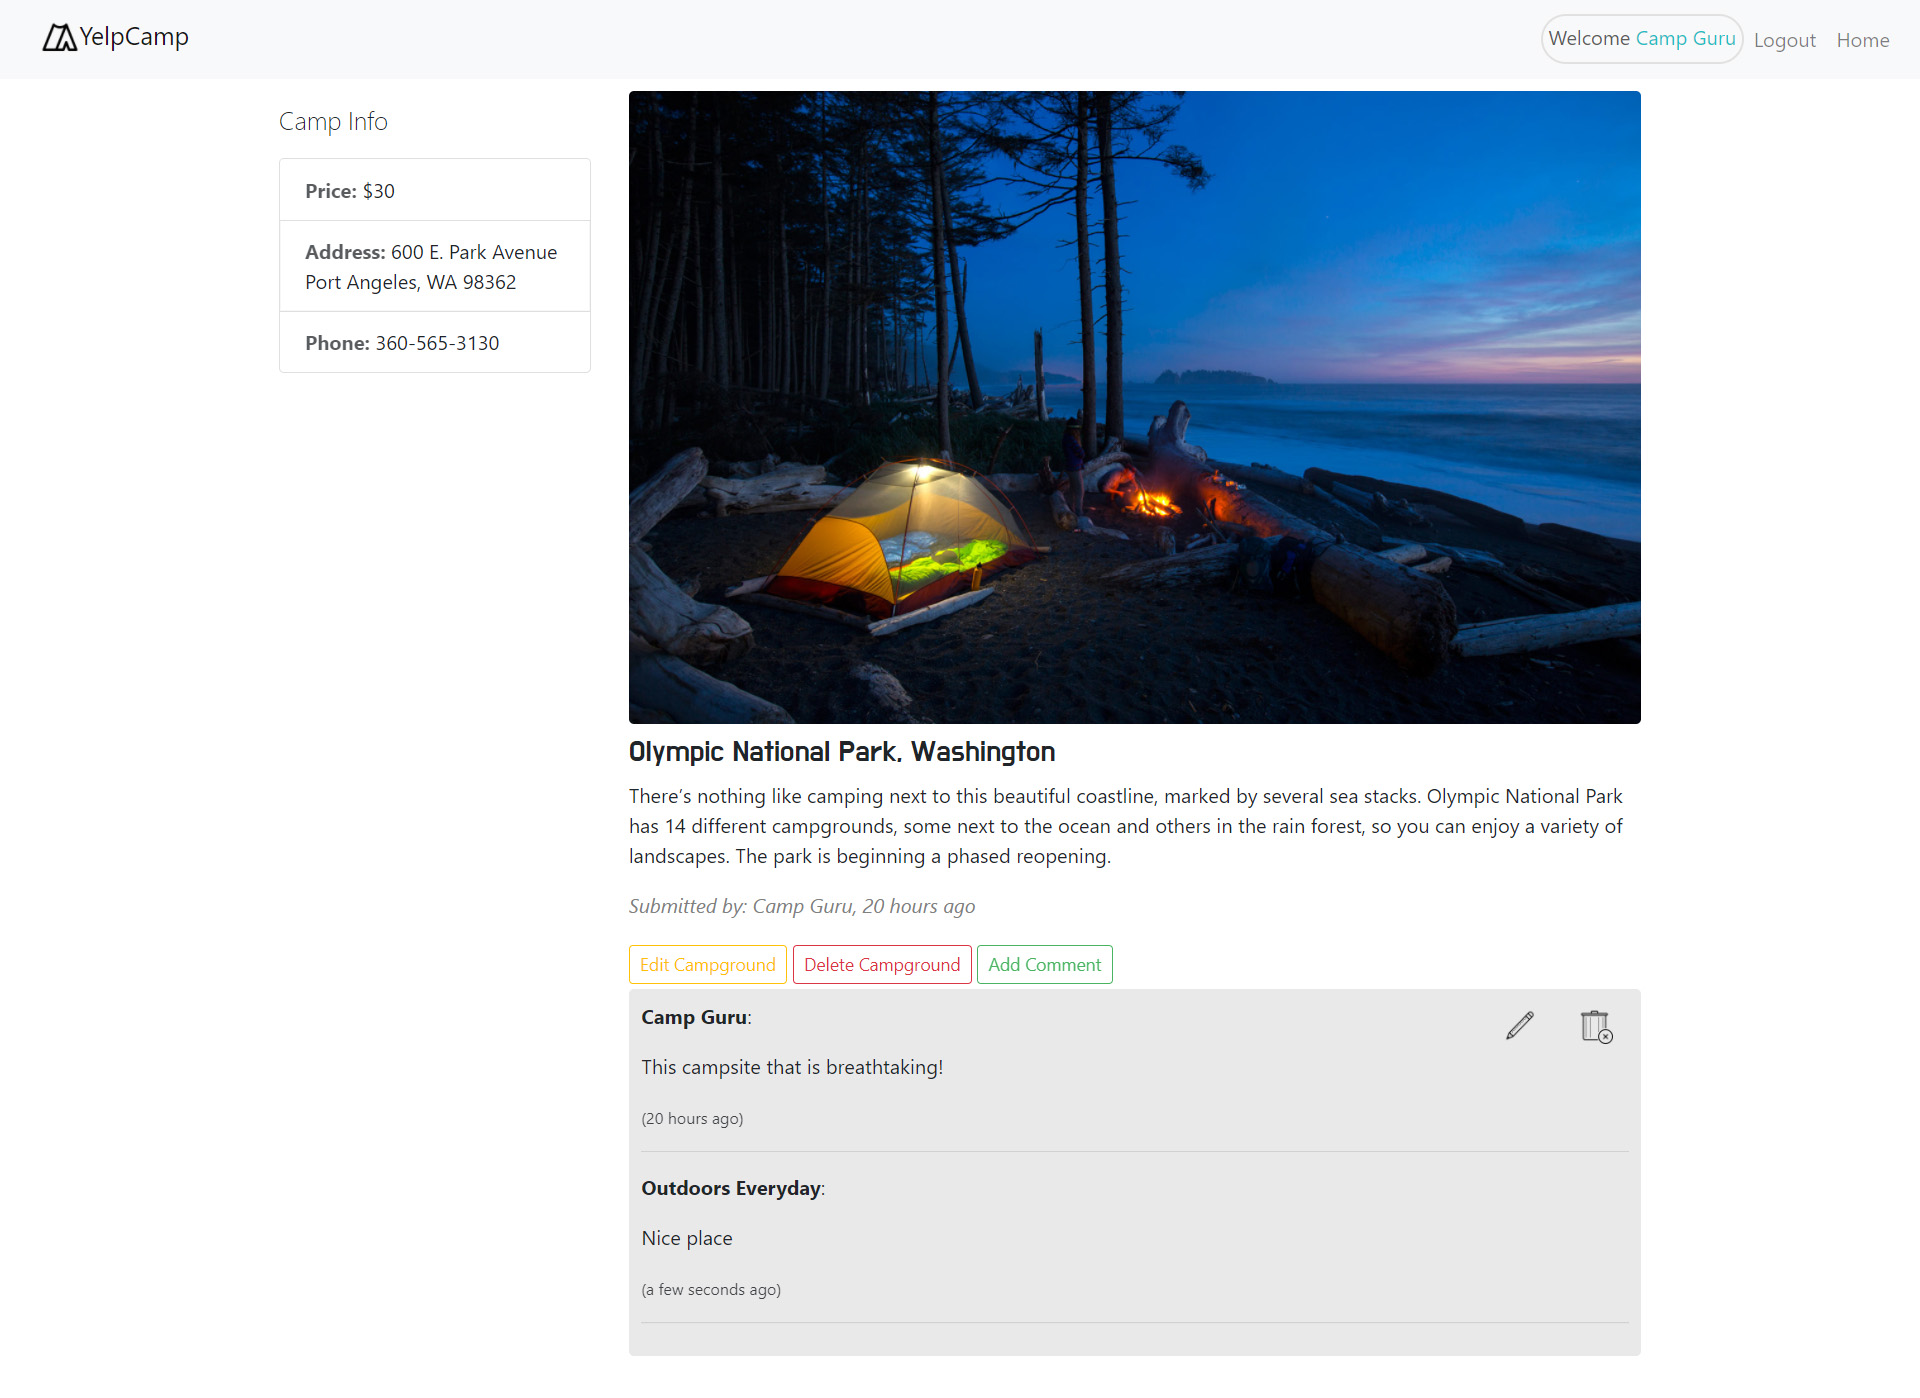 YelpCamp
Welcome Camp Guru
Logout
Home
Camp Info
Price: $30
Address: 600 E. Park Avenue
Port Angeles, WA 98362
Phone: 360-565-3130
Olympic National Park, Washington
There’s nothing like camping next to this beautiful coastline, marked by several sea stacks. Olympic National Park
has 14 different campgrounds, some next to the ocean and others in the rain forest, so you can enjoy a variety of
landscapes. The park is beginning a phased reopening.
Submitted by: Camp Guru, 20 hours ago
Edit Campground
Delete Campground
Add Comment
Camp Guru:
This campsite that is breathtaking!
(20 hours ago)
Outdoors Everyday:
Nice place
(a few seconds ago)